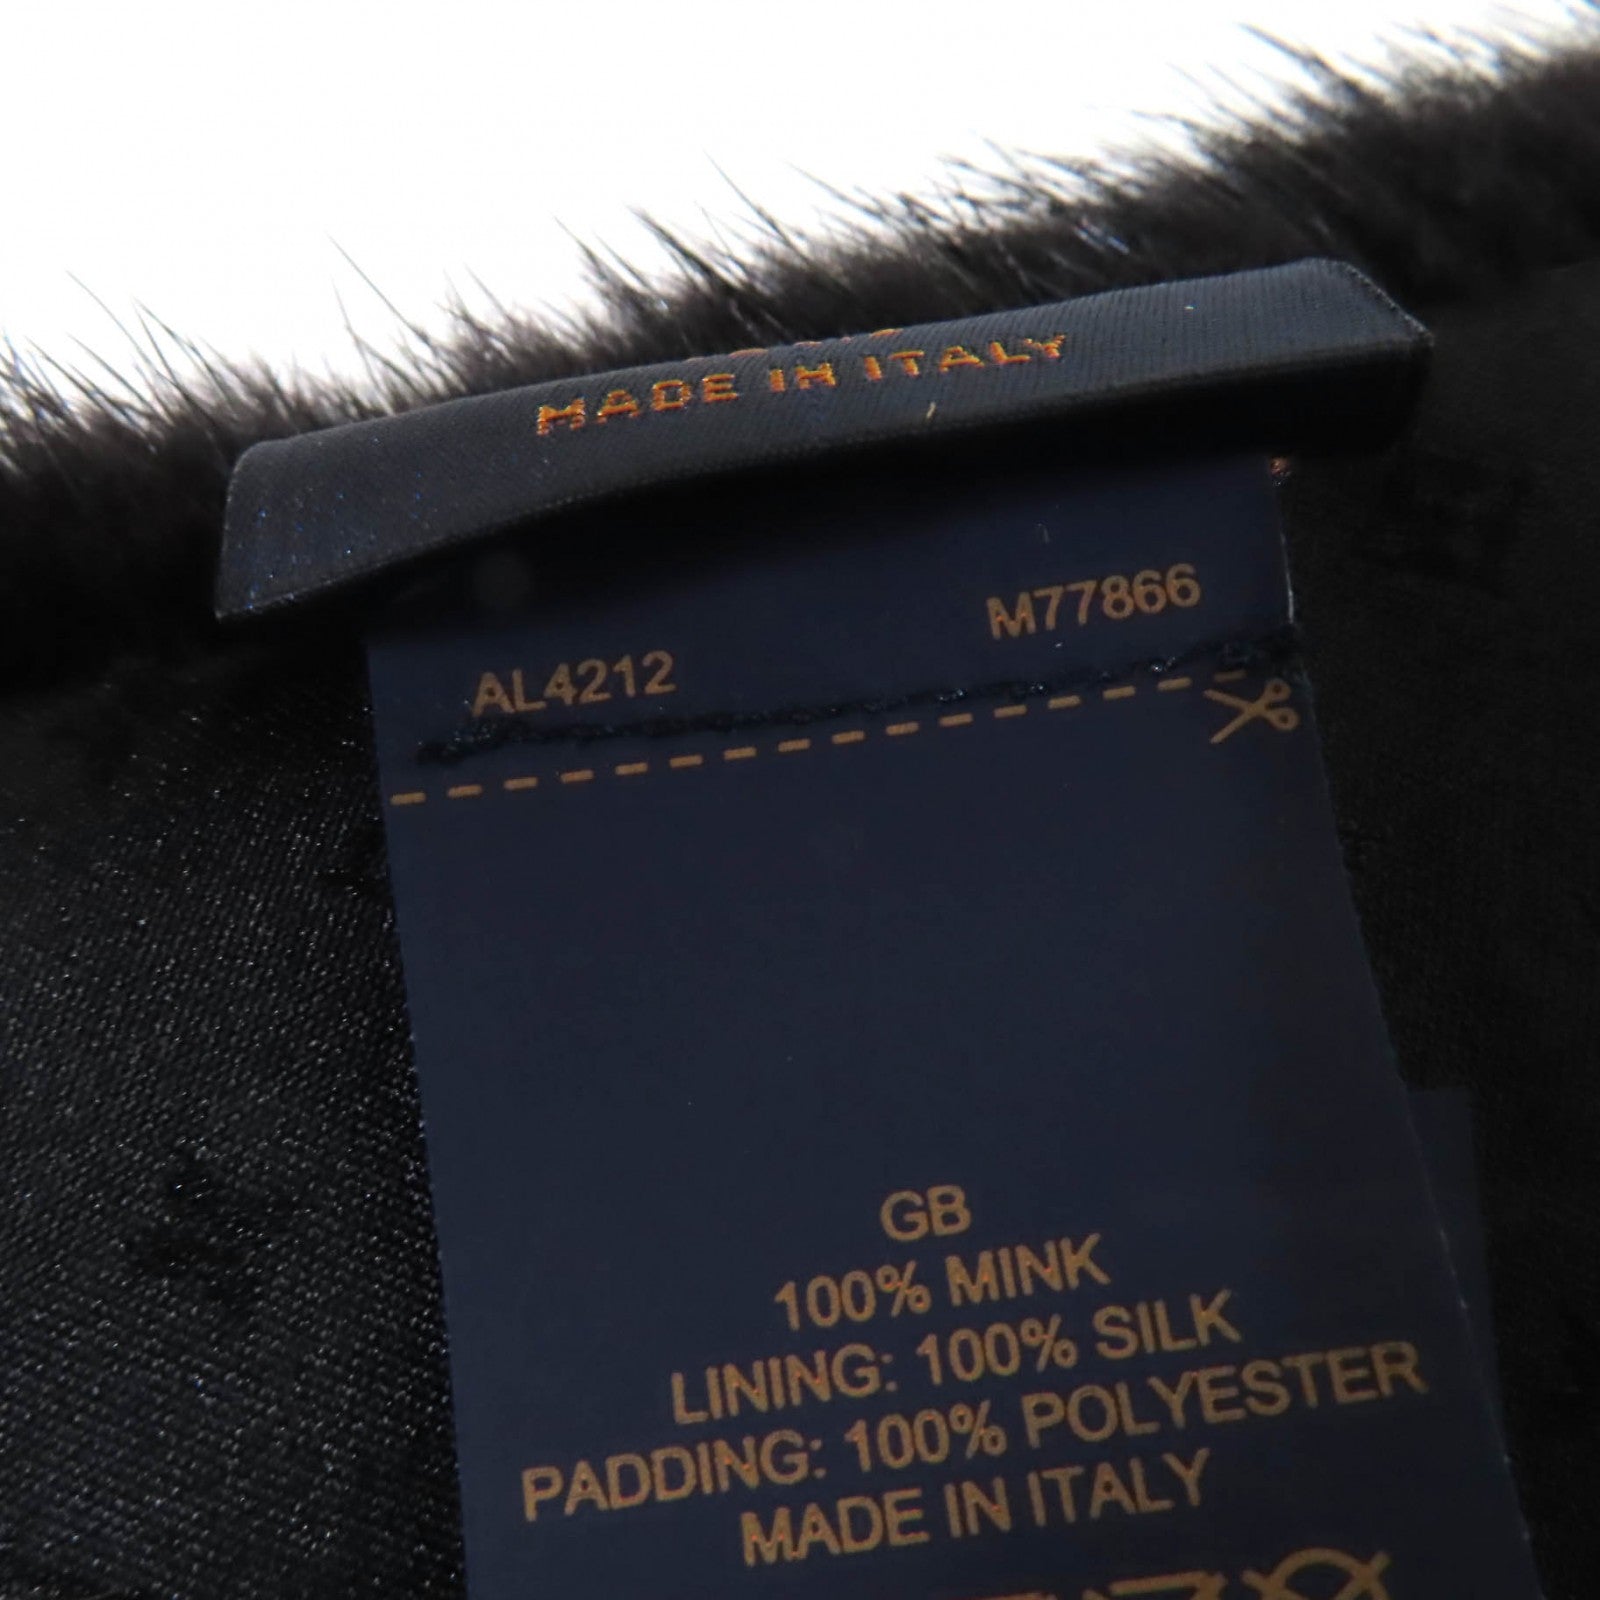 MADE IN ITALY
AL4212 M77866
GB
100% MINK
LINING: 100% SILK
PADDING: 100% POLYESTER
MADE IN ITALY